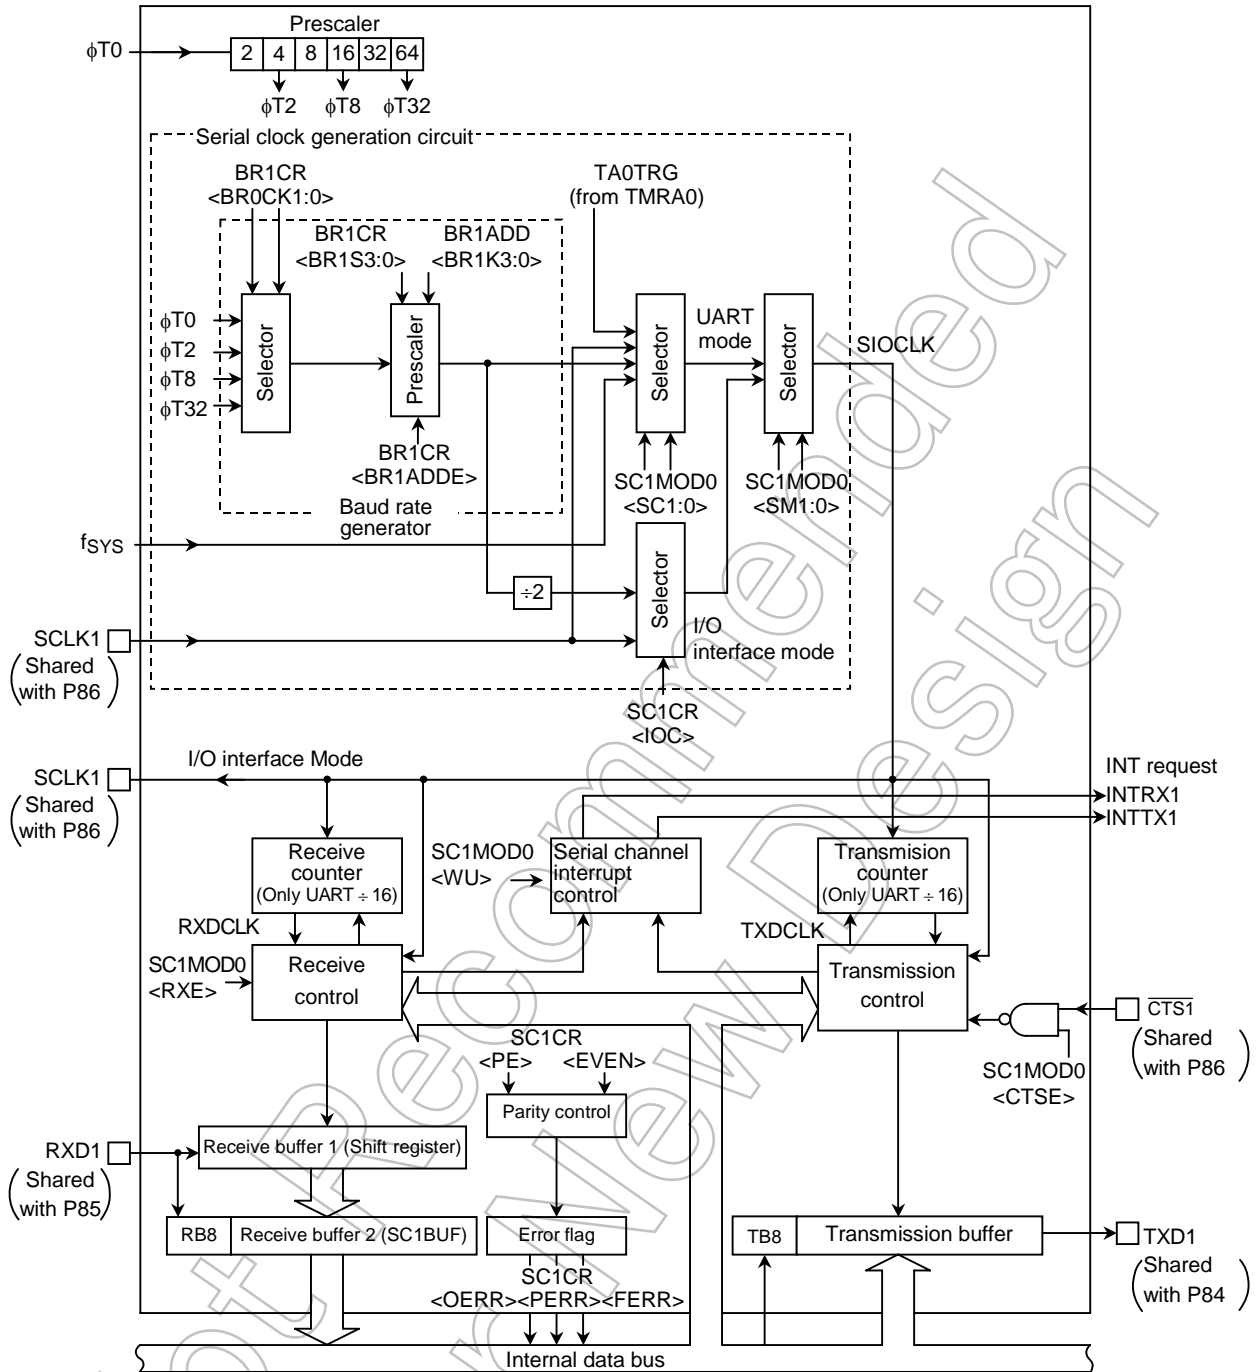 Prescaler
φT0
2 4 8 16 32 64
φT2 φT8 φT32
Serial clock generation circuit
BR1CR
<BR0CK1:0>
TA0TRG
(from TMRA0)
BR1CR
<BR1S3:0>
BR1ADD
<BR1K3:0>
φT0
φT2
φT8
φT32
Selector
Prescaler
Selector
UART
mode
Selector
SIOCLK
BR1CR
<BR1ADDE>
SC1MOD0
<SC1:0>
SC1MOD0
<SM1:0>
Baud rate
generator
fSYS
÷2
Selector
I/O
interface mode
SCLK1
(Shared
with P86)
SC1CR
<IOC>
I/O interface Mode
SCLK1
(Shared
with P86)
INT request
INTRX1
INTTX1
Receive
counter
(Only UART ÷ 16)
SC1MOD0
<WU>
Serial channel
interrupt
control
Transmision
counter
(Only UART ÷ 16)
RXDCLK
TXDCLK
SC1MOD0
<RXE>
Receive
control
Transmission
control
CTS1
(Shared
with P86)
SC1MOD0
<CTSE>
SC1CR
<PE> <EVEN>
Parity control
RXD1
(Shared
with P85)
Receive buffer 1 (Shift register)
RB8 Receive buffer 2 (SC1BUF)
Error flag
SC1CR
<OERR><PERR><FERR>
TB8 Transmission buffer
TXD1
(Shared
with P84)
Internal data bus
Not Recommended
for New Design